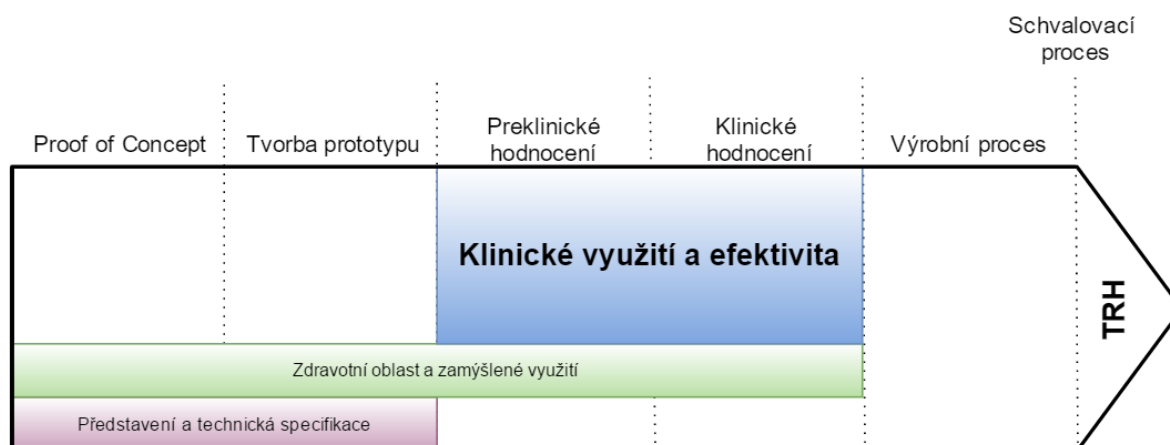 Schvalovací
proces
Proof of Concept
Tvorba prototypu
Preklinické
hodnocení
Klinické
hodnocení
Výrobní proces
Klinické využití a efektivita
TRH
Zdravotní oblast a zamýšlené využití
Představení a technická specifikace